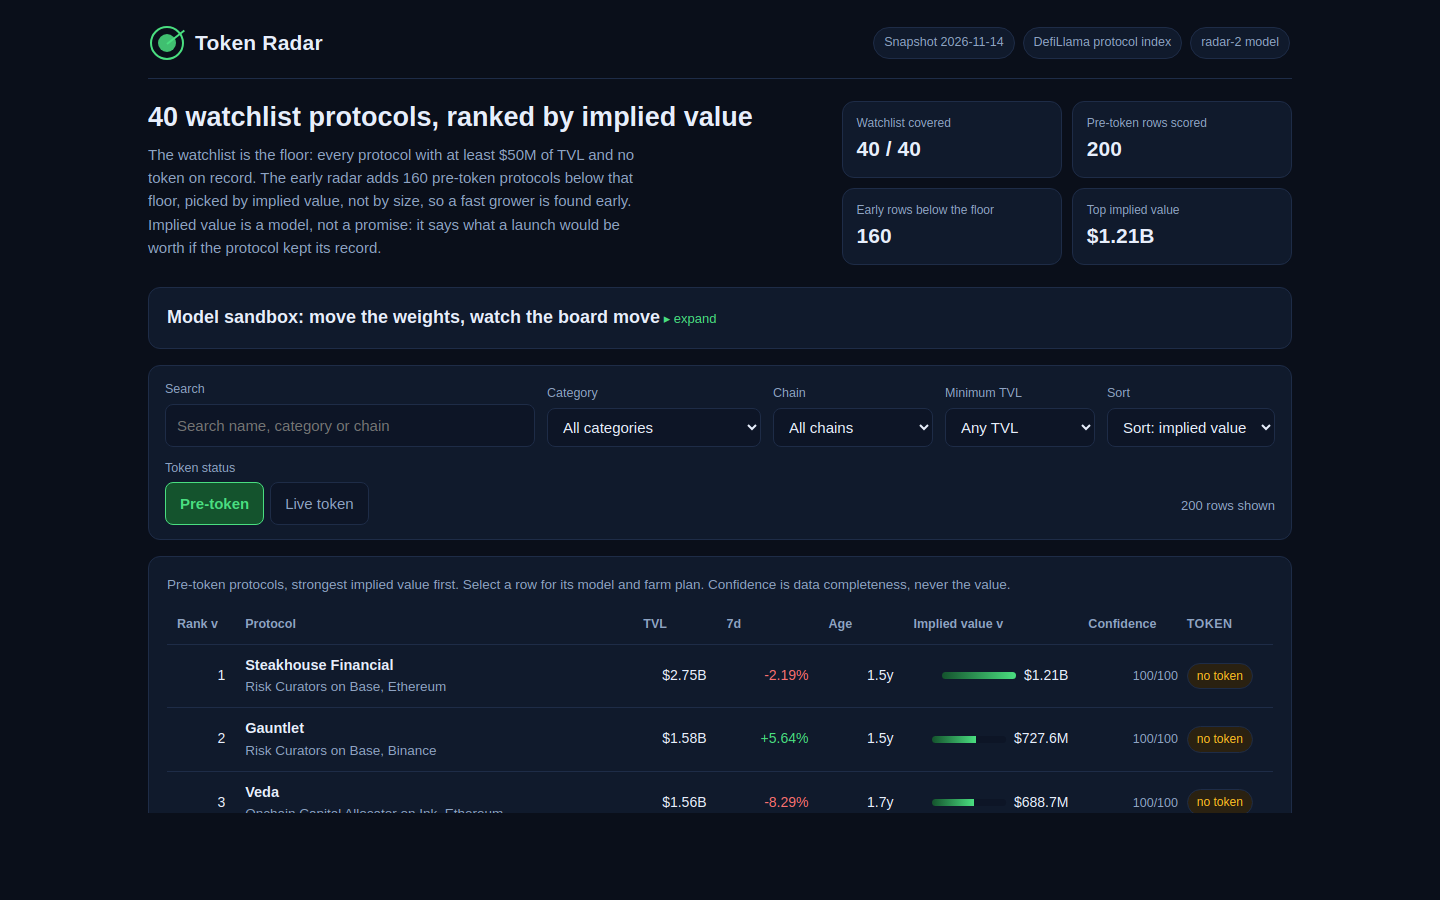 Token Radar
Snapshot 2026-11-14
DefiLlama protocol index
radar-2 model
40 watchlist protocols, ranked by implied value
The watchlist is the floor: every protocol with at least $50M of TVL and no
token on record. The early radar adds 160 pre-token protocols below that
floor, picked by implied value, not by size, so a fast grower is found early.
Implied value is a model, not a promise: it says what a launch would be
worth if the protocol kept its record.
Watchlist covered
40 / 40
Pre-token rows scored
200
Early rows below the floor
160
Top implied value
$1.21B
Model sandbox: move the weights, watch the board move ▸ expand
Search
Category
Chain
Minimum TVL
Sort
Search name, category or chain
All categories
All chains
Any TVL
Sort: implied value
Token status
Pre-token
Live token
200 rows shown
Pre-token protocols, strongest implied value first. Select a row for its model and farm plan. Confidence is data completeness, never the value.
Rank v Protocol TVL 7d Age Implied value v Confidence TOKEN
1 Steakhouse Financial $2.75B -2.19% 1.5y $1.21B 100/100 no token
Risk Curators on Base, Ethereum
2 Gauntlet $1.58B +5.64% 1.5y $727.6M 100/100 no token
Risk Curators on Base, Binance
3 Veda $1.56B -8.29% 1.7y $688.7M 100/100 no token
Onchain Capital Allocator on Ink, Ethereum